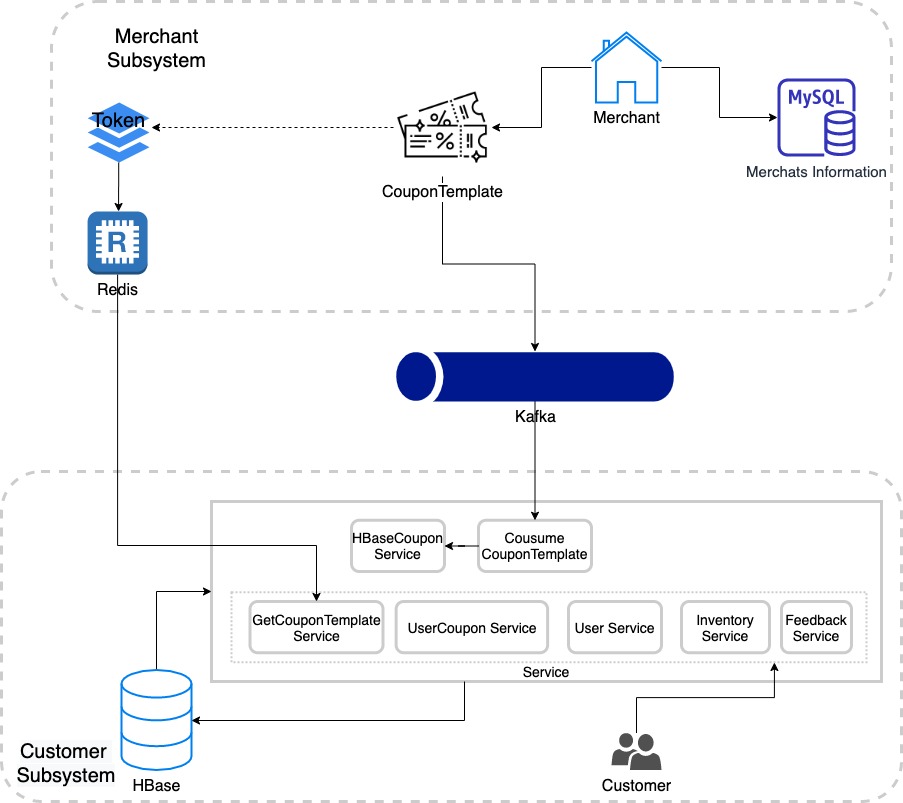 Merchant
Subsystem
Token
MySQL
Merchant
Merchats Information
CouponTemplate
R
Redis
Kafka
HBaseCoupon
Service
Cousume
CouponTemplate
GetCouponTemplate
Service
UserCoupon Service
User Service
Inventory
Service
Feedback
Service
Service
Customer
Subsystem
HBase
Customer